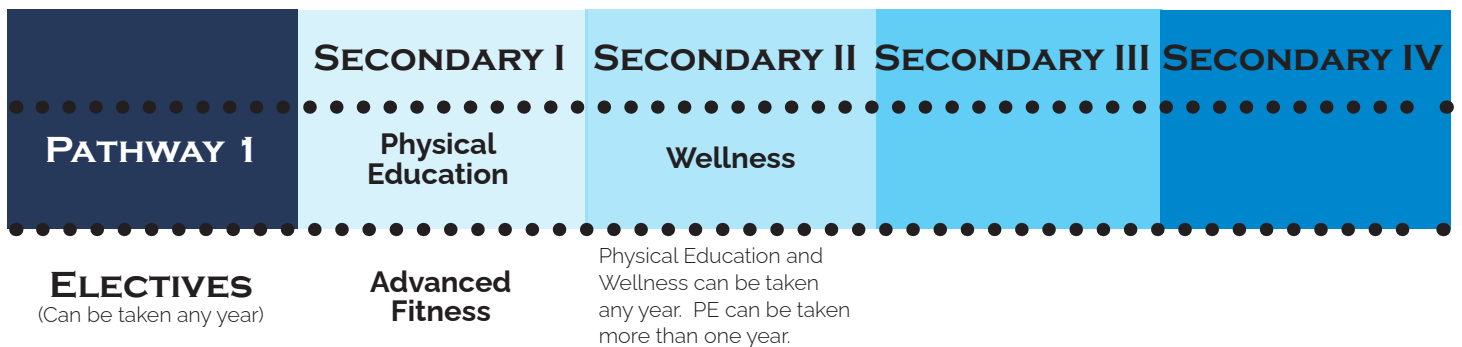 SECONDARY I SECONDARY II SECONDARY III SECONDARY IV
PATHWAY 1
Physical
Education
Wellness
ELECTIVES
(Can be taken any year)
Advanced
Fitness
Physical Education and
Wellness can be taken
any year. PE can be taken
more than one year.